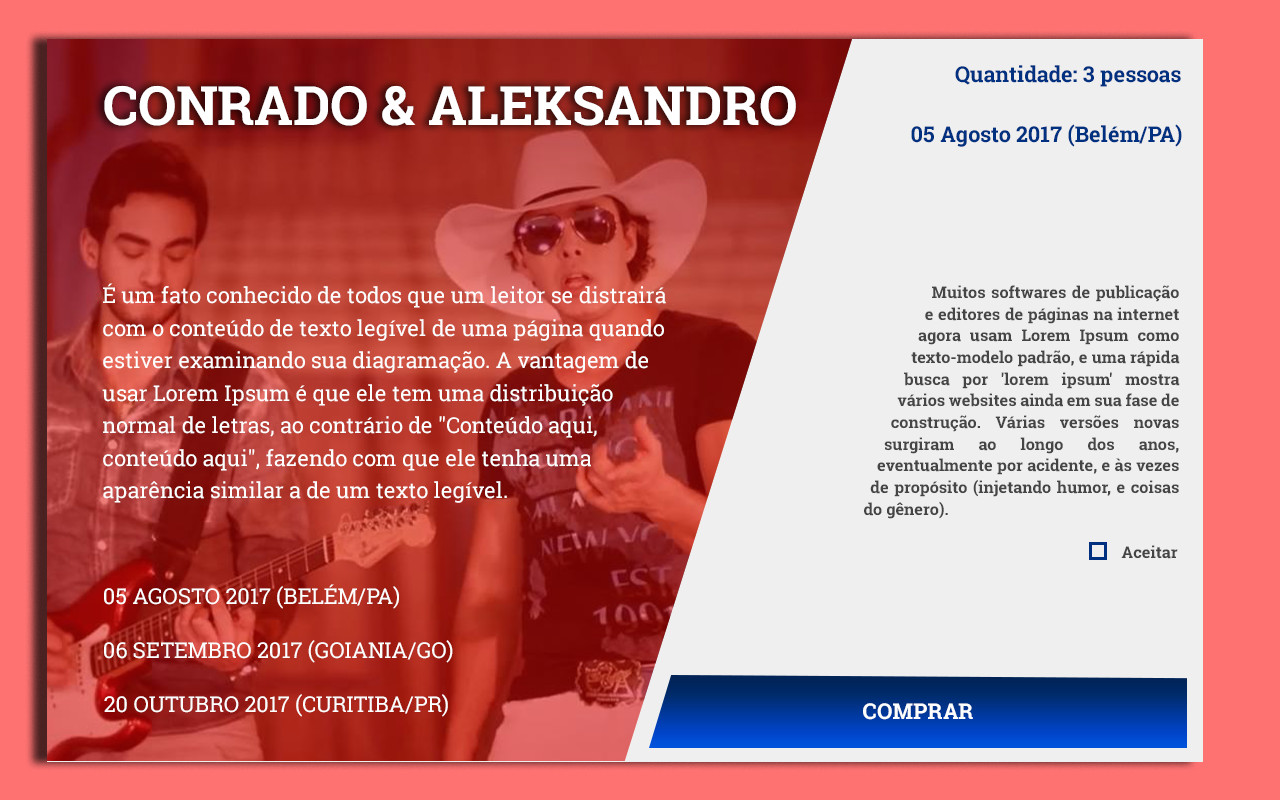 CONRADO & ALEKSANDRO
É um fato conhecido de todos que um leitor se distrairá
com o conteúdo de texto legível de uma página quando
estiver examinando sua diagramação. A vantagem de
usar Lorem Ipsum é que ele tem uma distribuição
normal de letras, ao contrário de "Conteúdo aqui,
conteúdo aqui", fazendo com que ele tenha uma
aparência similar a de um texto legível.
05 AGOSTO 2017 (BELÉM/PA)
06 SETEMBRO 2017 (GOIANIA/GO)
20 OUTUBRO 2017 (CURITIBA/PR)
Quantidade: 3 pessoas
05 Agosto 2017 (Belém/PA)
Muitos softwares de publicação
e editores de páginas na internet
agora usam Lorem Ipsum como
texto-modelo padrão, e uma rápida
busca por 'lorem ipsum' mostra
vários websites ainda em sua fase de
construção. Várias versões novas
surgiram ao longo dos anos,
eventualmente por acidente, e às vezes
de propósito (injetando humor, e coisas
do gênero).
Aceitar
COMPRAR
NEW YO
EST